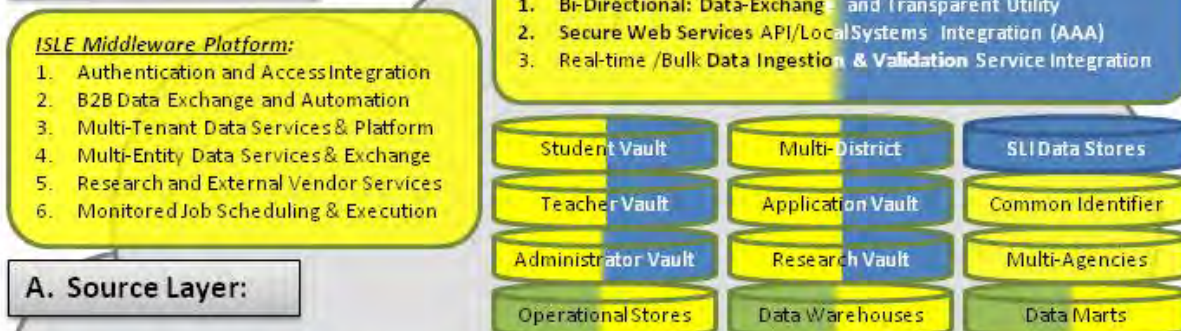 ISLE Middleware Platform:
1. Authentication and Access Integration
2. B2B Data Exchange and Automation
3. Multi-Tenant Data Services & Platform
4. Multi-Entity Data Services & Exchange
5. Research and External Vendor Services
6. Monitored Job Scheduling & Execution
A. Source Layer:
1. Bi-Directional: Data-Exchange and Transparent Utility
2. Secure Web Services API/Local Systems Integration (AAA)
3. Real-time /Bulk Data Ingestion & Validation Service Integration
Student Vault
Multi-District
SLI Data Stores
Teacher Vault
Application Vault
Common Identifier
Administrator Vault
Research Vault
Multi-Agencies
Operational Stores
Data Warehouses
Data Marts